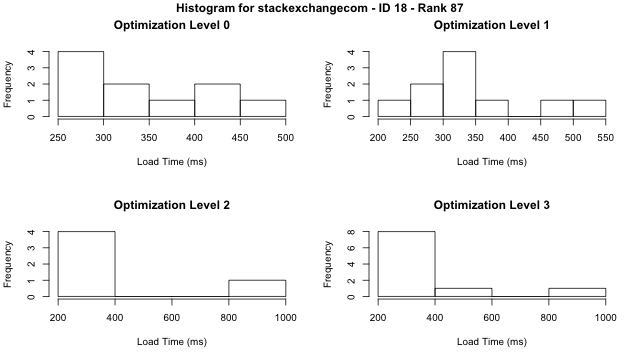 Histogram for stackexchangecom - ID 18 - Rank 87
Optimization Level 0
Frequency
0 1 2 3 4
250 300 350 400 450 500
Load Time (ms)
Optimization Level 1
Frequency
0 1 2 3 4
200 250 300 350 400 450 500 550
Load Time (ms)
Optimization Level 2
Frequency
0 1 2 3 4
200 400 600 800 1000
Load Time (ms)
Optimization Level 3
Frequency
0 2 4 6 8
200 400 600 800 1000
Load Time (ms)